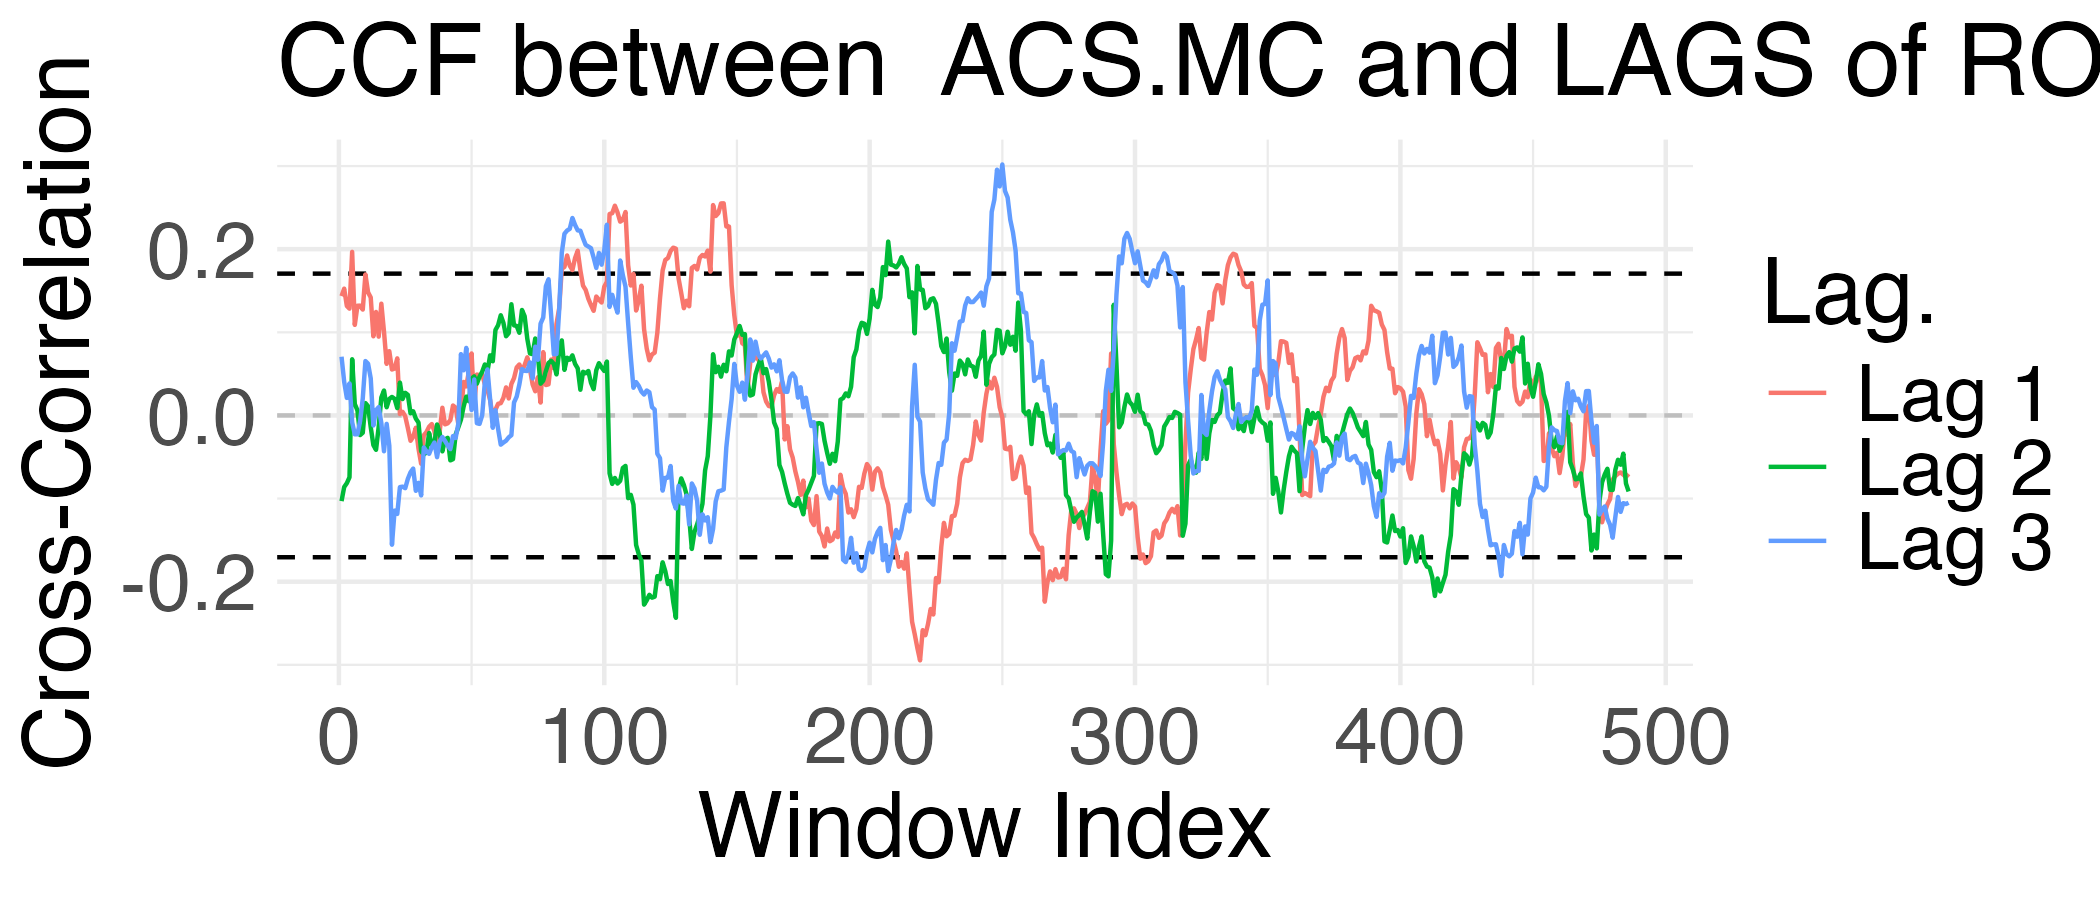 CCF between  ACS.MC and LAGS of RO
Cross-Correlation
0.2
0.0
-0.2
0
100
200
300
400
500
Window Index
Lag.
Lag 1
Lag 2
Lag 3